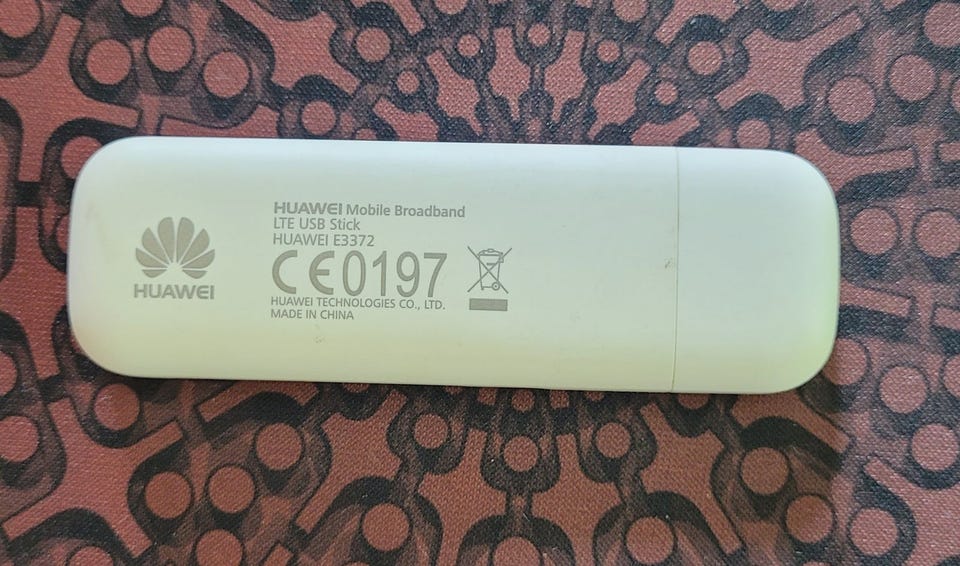 HUAWEI
HUAWEI Mobile Broadband
LTE USB Stick
HUAWEI E3372
CE0197
HUAWEI TECHNOLOGIES CO., LTD.
MADE IN CHINA